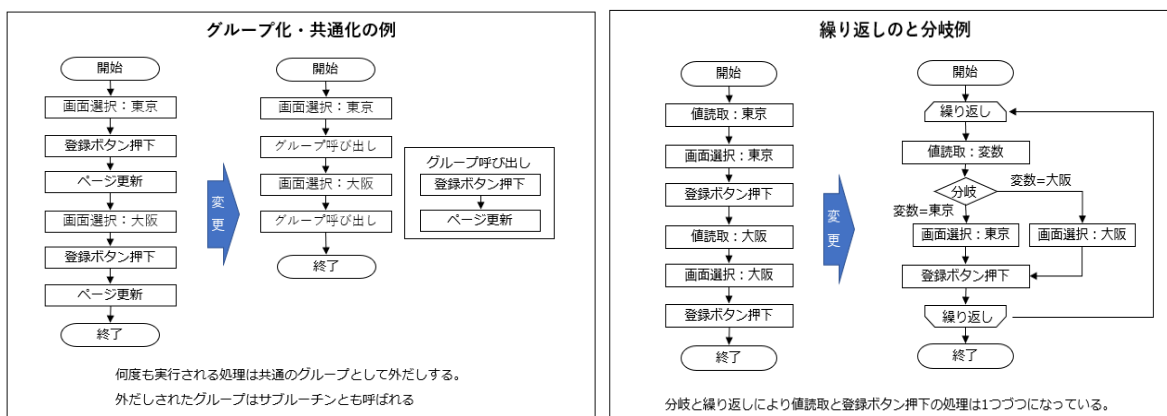 グループ化・共通化の例
開始
画面選択：東京
登録ボタン押下
ページ更新
画面選択：大阪
登録ボタン押下
ページ更新
終了
変更
開始
画面選択：東京
グループ呼び出し
画面選択：大阪
グループ呼び出し
終了
グループ呼び出し
登録ボタン押下
ページ更新
何度も実行される処理は共通のグループとして外だしする。
外だしされたグループはサブルーチンとも呼ばれる
繰り返しのと分岐例
開始
値読取：東京
画面選択：東京
登録ボタン押下
値読取：大阪
画面選択：大阪
登録ボタン押下
終了
変更
開始
繰り返し
値読取：変数
分岐
変数=大阪
変数=東京
画面選択：東京
画面選択：大阪
登録ボタン押下
繰り返し
終了
分岐と繰り返しにより値読取と登録ボタン押下の処理は1つづつになっている。